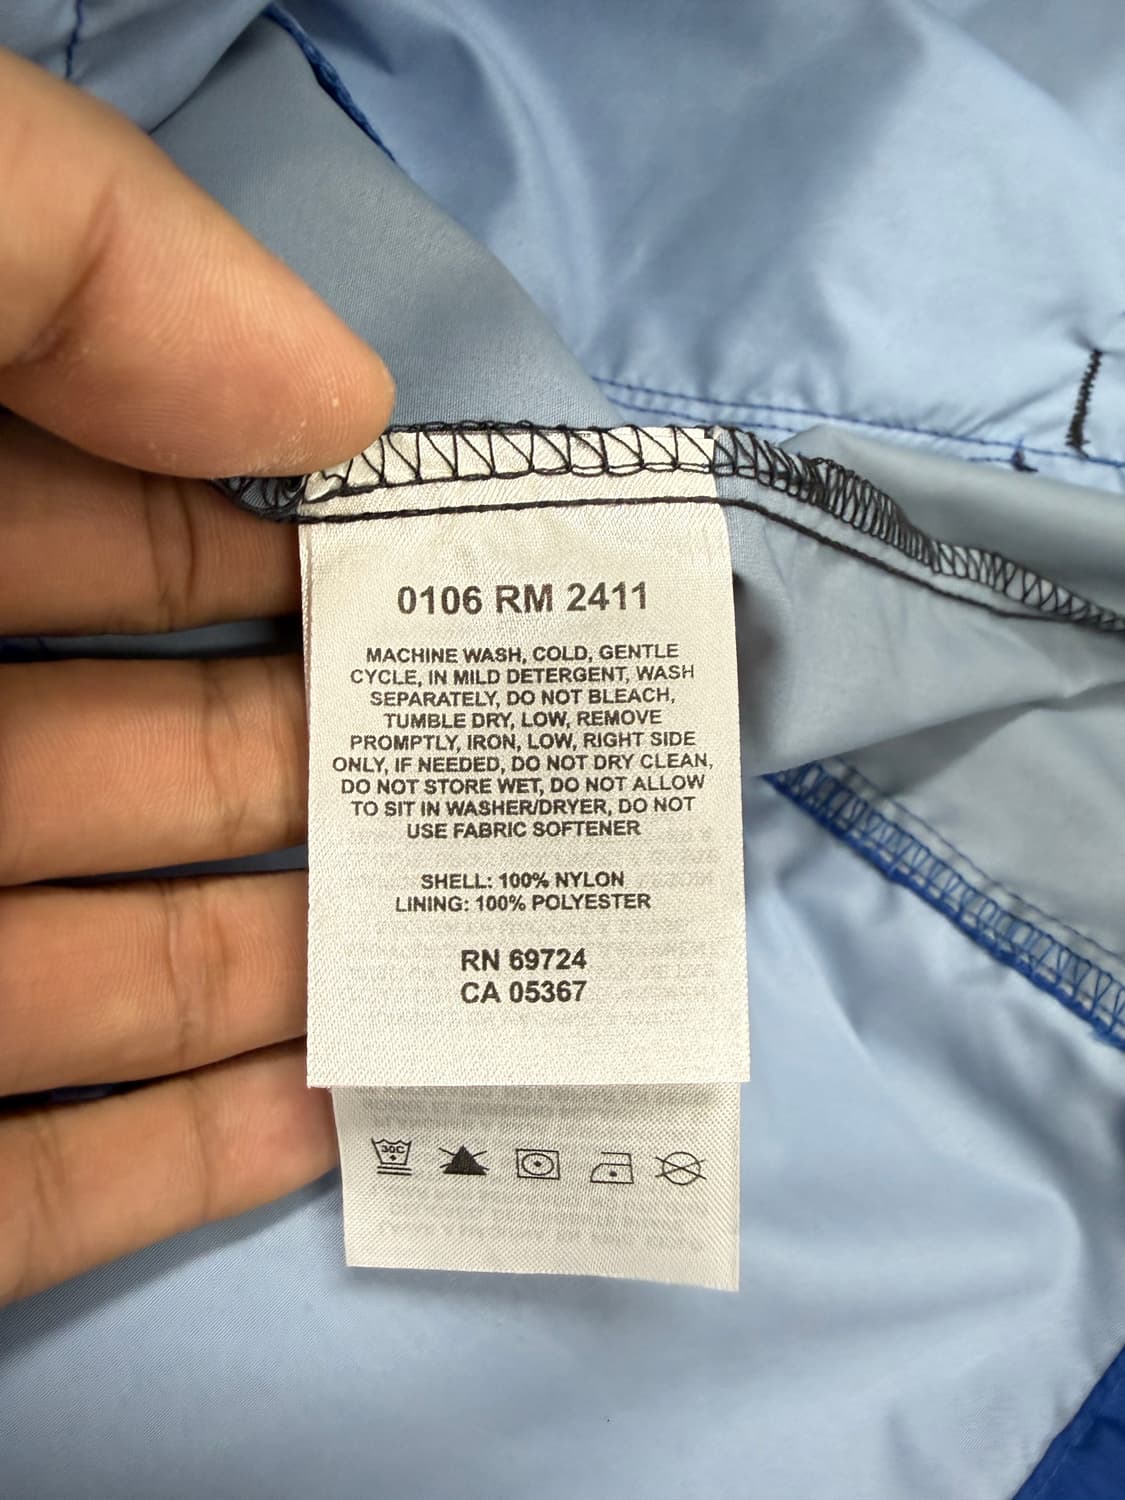 0106 RM 2411
MACHINE WASH, COLD, GENTLE
CYCLE, IN MILD DETERGENT, WASH
SEPARATELY, DO NOT BLEACH,
TUMBLE DRY, LOW, REMOVE
PROMPTLY, IRON, LOW, RIGHT SIDE
ONLY, IF NEEDED, DO NOT DRY CLEAN,
DO NOT STORE WET, DO NOT ALLOW
TO SIT IN WASHER/DRYER, DO NOT
USE FABRIC SOFTENER
SHELL: 100% NYLON
LINING: 100% POLYESTER
RN 69724
CA 05367
30C